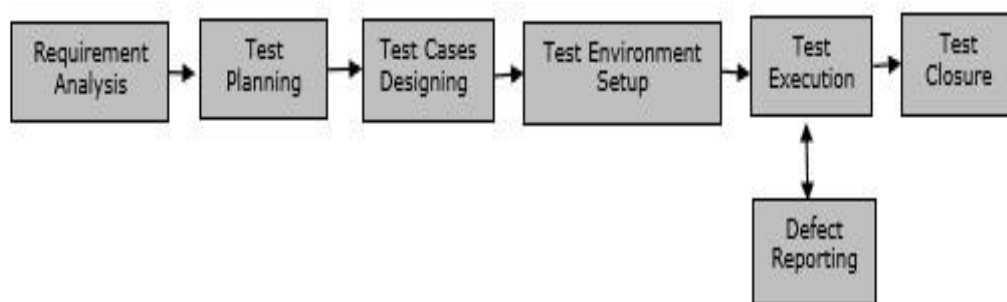 Requirement
Analysis
Test
Planning
Test Cases
Designing
Test Environment
Setup
Test
Execution
Test
Closure
Defect
Reporting